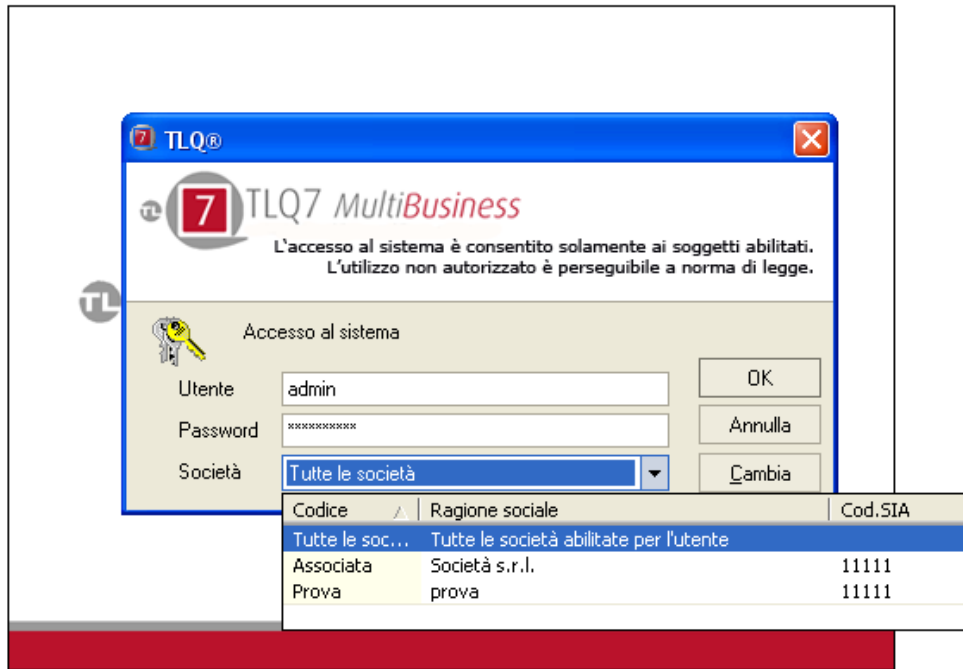 TLQ®
TL 7 TLQ7 MultiBusiness
L'accesso al sistema è consentito solamente ai soggetti abilitati.
L'utilizzo non autorizzato è perseguibile a norma di legge.
TL
Accesso al sistema
Utente admin OK
Password ×××××××××× Annulla
Società Tutte le società Cambia
Codice Ragione sociale Cod.SIA
Tutte le soc... Tutte le società abilitate per l'utente
Associata Società s.r.l. 11111
Prova prova 11111